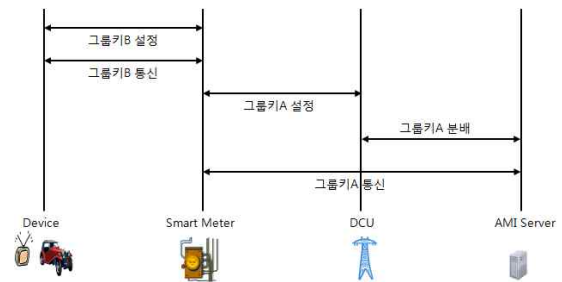 그룹키B 설정
그룹키B 통신
그룹키A 설정
그룹키A 분배
그룹키A 통신
Device
Smart Meter
DCU
AMI Server